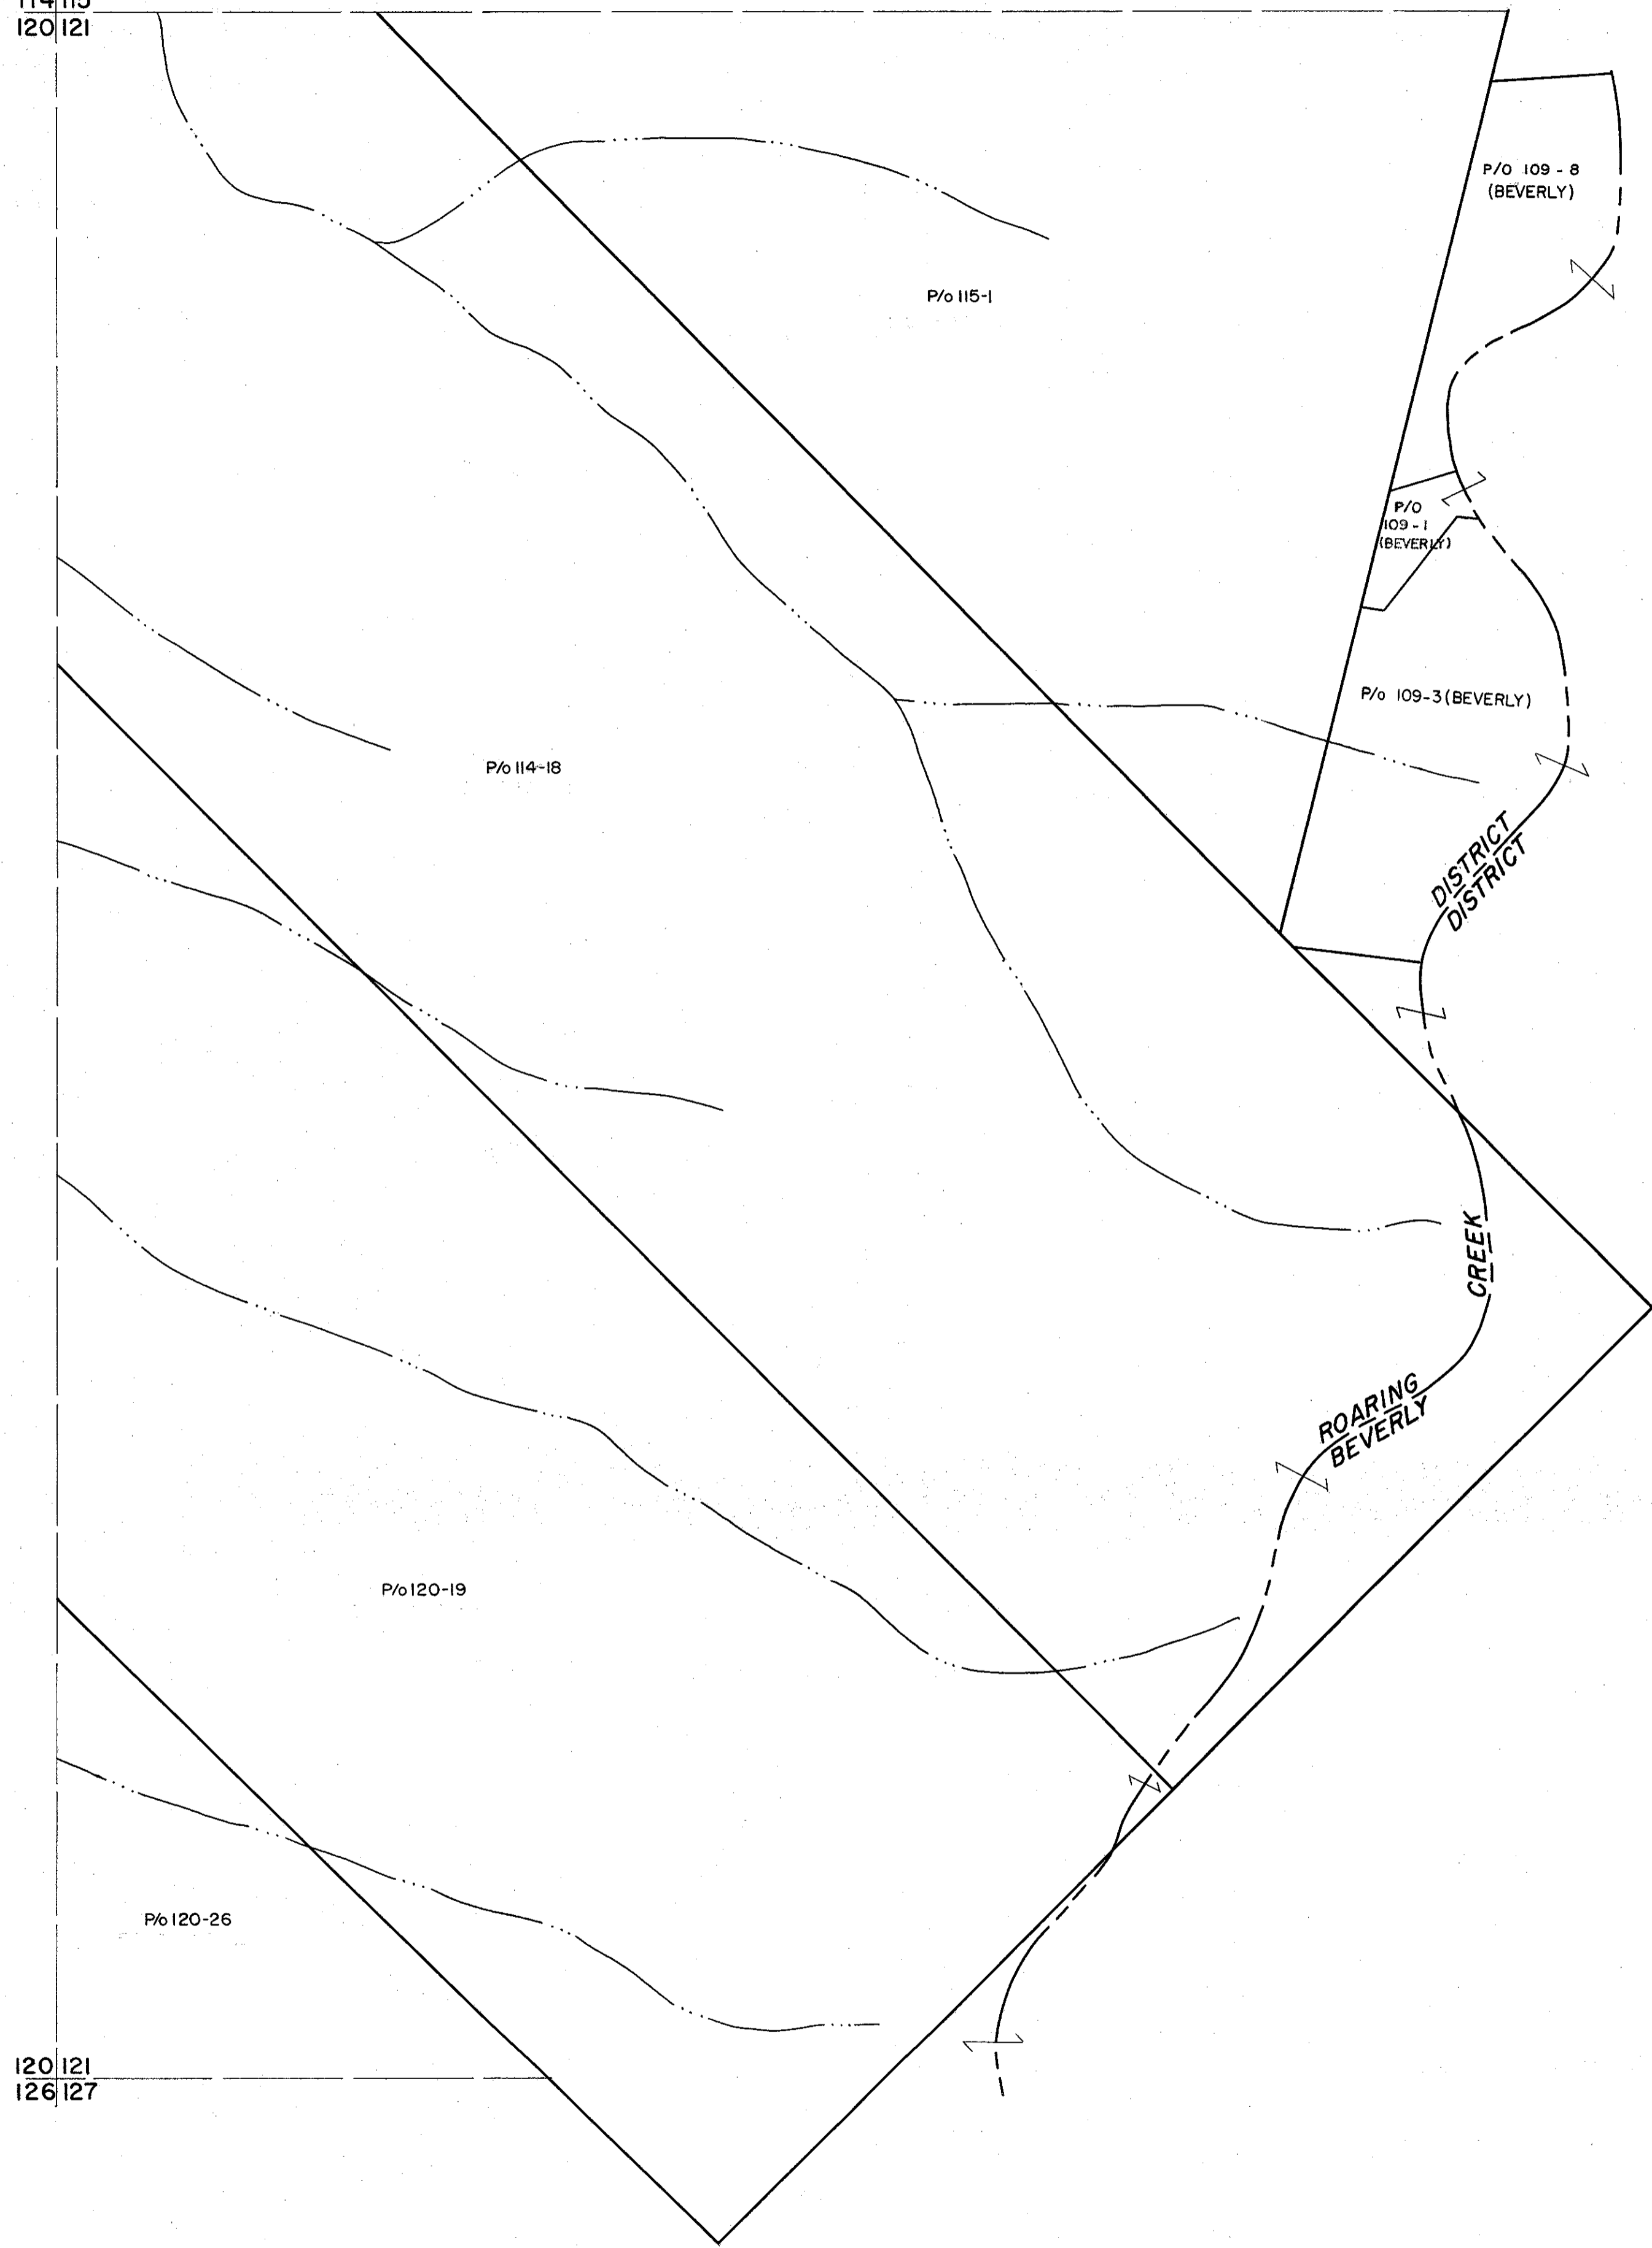 114 115
120 121
P/O 109 - 8
(BEVERLY)
P/o 115-1
P/O
109 - 1
(BEVERLY)
P/o 109-3 (BEVERLY)
P/o 114-18
DISTRICT
DISTRICT
CREEK
ROARING
BEVERLY
P/o 120-19
P/o 120-26
120 121
126 127